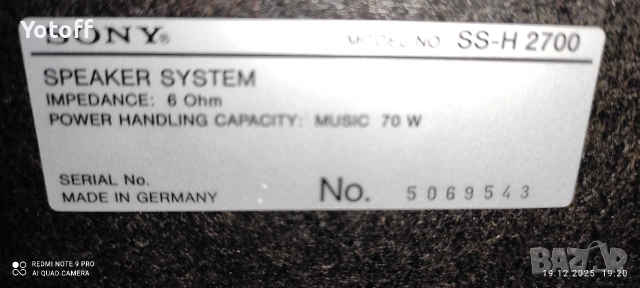 Yotoff
SONY® MODEL NO. SS-H 2700
SPEAKER SYSTEM
IMPEDANCE: 6 Ohm
POWER HANDLING CAPACITY: MUSIC 70 W
SERIAL No.
MADE IN GERMANY No. 5069543
REDMI NOTE 9 PRO
AI QUAD CAMERA
BAZAR
19.12.2025 19:20